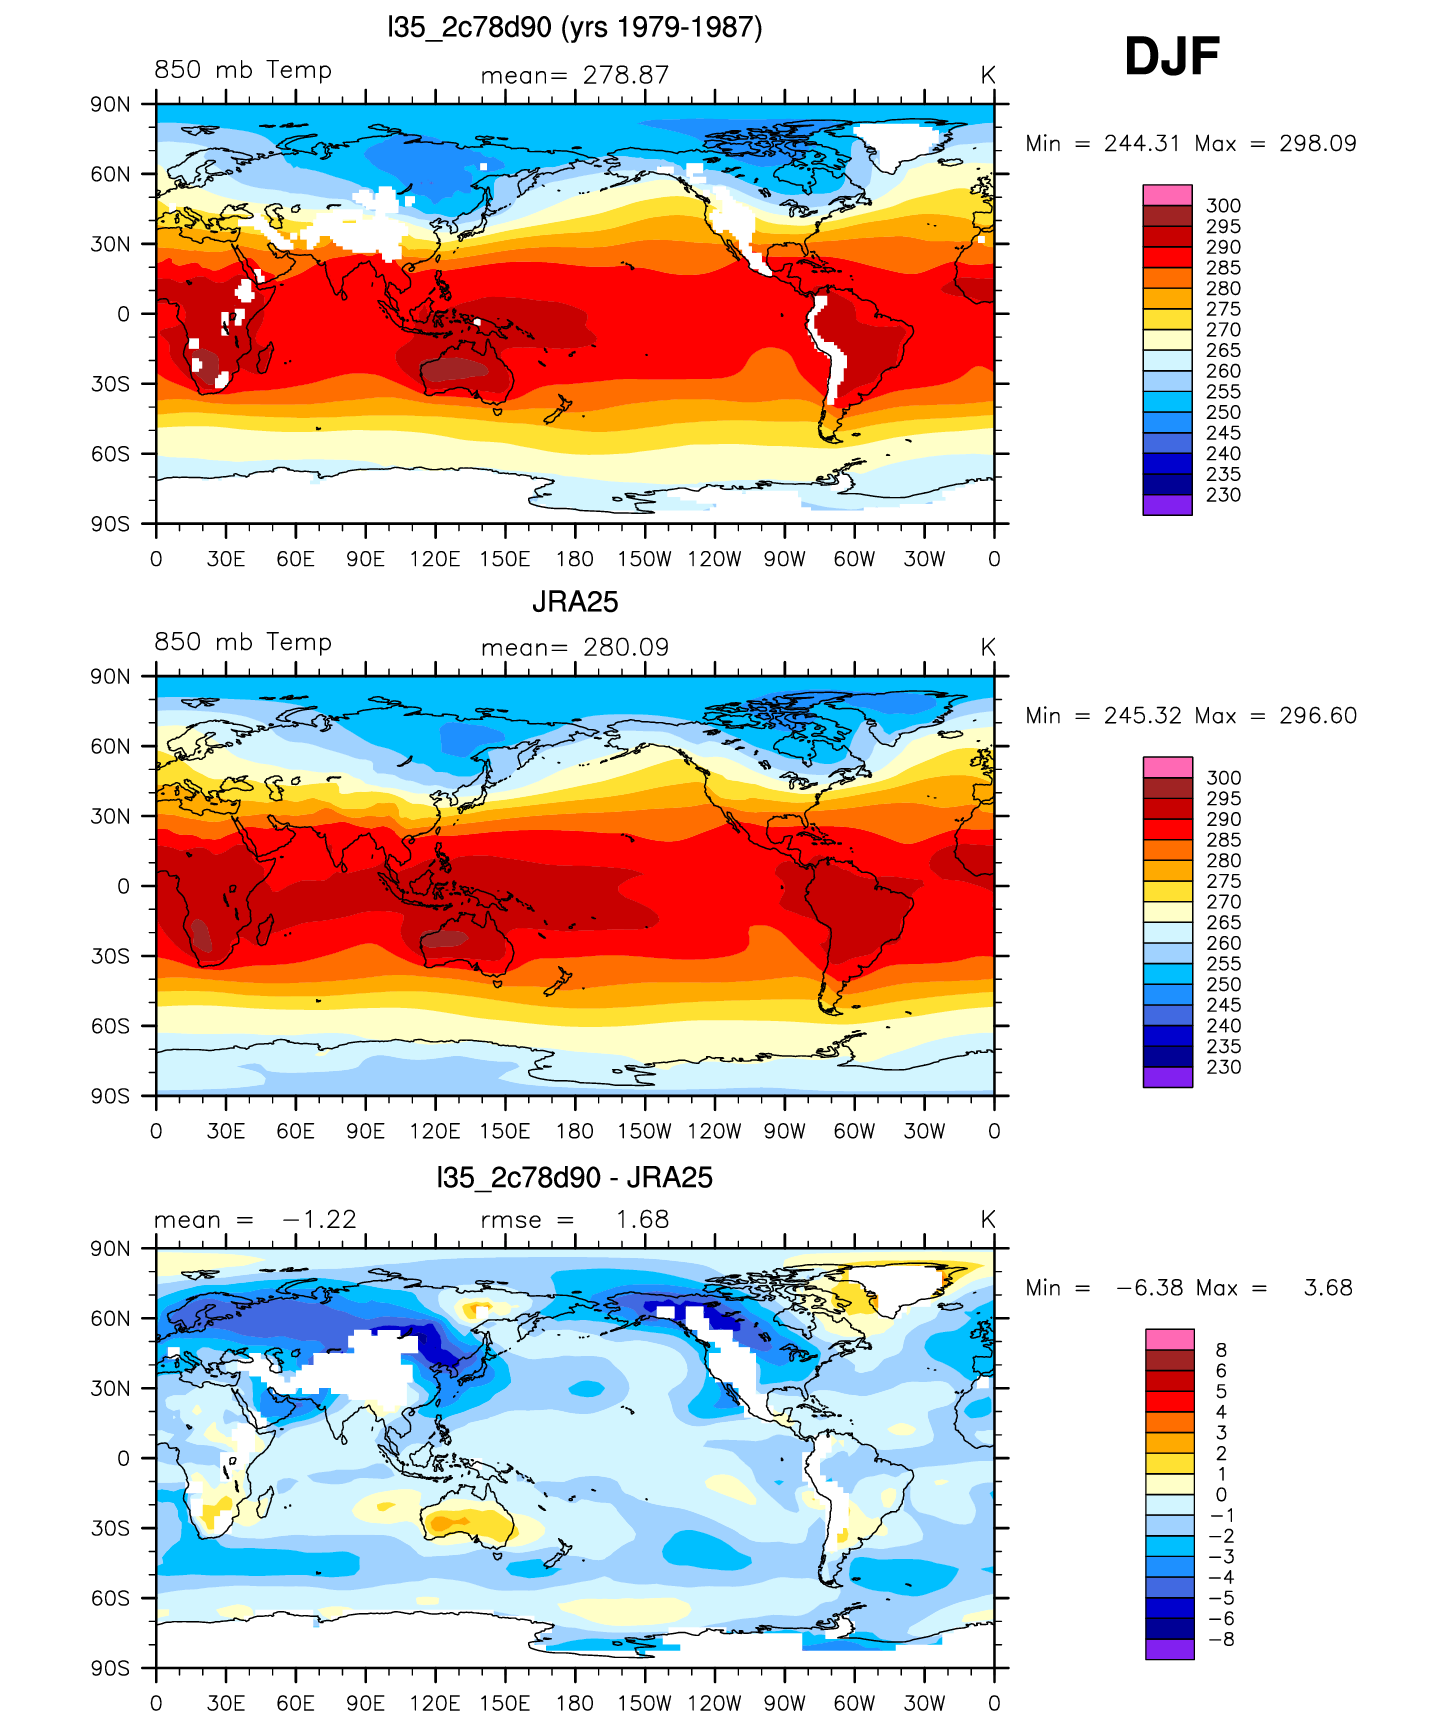 l35_2c78d90 (yrs 1979-1987)
DJF
850 mb Temp mean= 278.87 K
Min = 244.31 Max = 298.09
90N
60N
30N
0
30S
60S
90S
0 30E 60E 90E 120E 150E 180 150W 120W 90W 60W 30W 0
300
295
290
285
280
275
270
265
260
255
250
245
240
235
230
JRA25
850 mb Temp mean= 280.09 K
Min = 245.32 Max = 296.60
90N
60N
30N
0
30S
60S
90S
0 30E 60E 90E 120E 150E 180 150W 120W 90W 60W 30W 0
300
295
290
285
280
275
270
265
260
255
250
245
240
235
230
l35_2c78d90 - JRA25
mean = −1.22 rmse = 1.68 K
Min = −6.38 Max = 3.68
90N
60N
30N
0
30S
60S
90S
0 30E 60E 90E 120E 150E 180 150W 120W 90W 60W 30W 0
8
6
5
4
3
2
1
0
−1
−2
−3
−4
−5
−6
−8